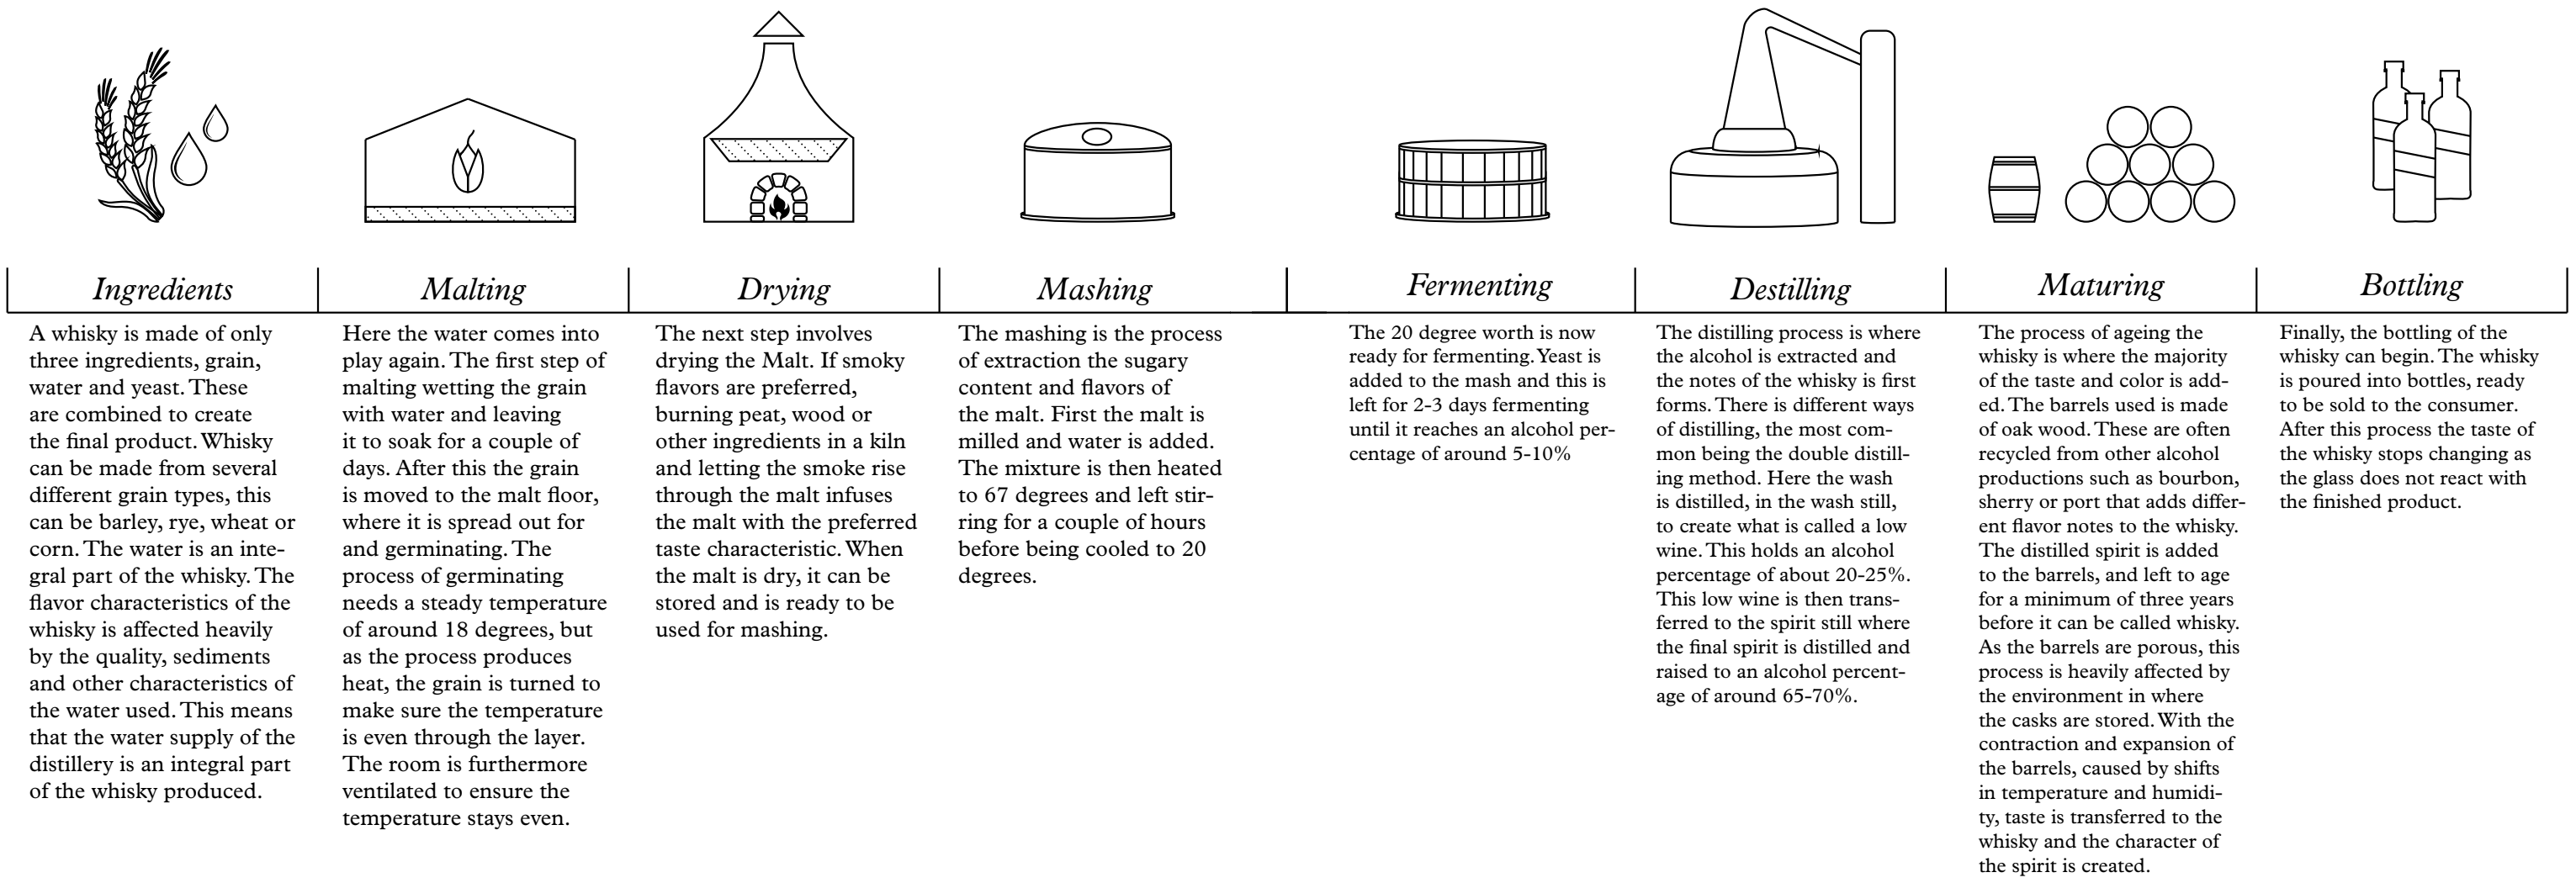 Ingredients
A whisky is made of only
three ingredients, grain,
water and yeast. These
are combined to create
the final product. Whisky
can be made from several
different grain types, this
can be barley, rye, wheat or
corn. The water is an inte-
gral part of the whisky. The
flavor characteristics of the
whisky is affected heavily
by the quality, sediments
and other characteristics of
the water used. This means
that the water supply of the
distillery is an integral part
of the whisky produced.
Malting
Here the water comes into
play again. The first step of
malting wetting the grain
with water and leaving
it to soak for a couple of
days. After this the grain
is moved to the malt floor,
where it is spread out for
and germinating. The
process of germinating
needs a steady temperature
of around 18 degrees, but
as the process produces
heat, the grain is turned to
make sure the temperature
is even through the layer.
The room is furthermore
ventilated to ensure the
temperature stays even.
Drying
The next step involves
drying the Malt. If smoky
flavors are preferred,
burning peat, wood or
other ingredients in a kiln
and letting the smoke rise
through the malt infuses
the malt with the preferred
taste characteristic. When
the malt is dry, it can be
stored and is ready to be
used for mashing.
Mashing
The mashing is the process
of extraction the sugary
content and flavors of
the malt. First the malt is
milled and water is added.
The mixture is then heated
to 67 degrees and left stir-
ring for a couple of hours
before being cooled to 20
degrees.
Fermenting
The 20 degree worth is now
ready for fermenting. Yeast is
added to the mash and this is
left for 2-3 days fermenting
until it reaches an alcohol per-
centage of around 5-10%
Destilling
The distilling process is where
the alcohol is extracted and
the notes of the whisky is first
forms. There is different ways
of distilling, the most com-
mon being the double distill-
ing method. Here the wash
is distilled, in the wash still,
to create what is called a low
wine. This holds an alcohol
percentage of about 20-25%.
This low wine is then trans-
ferred to the spirit still where
the final spirit is distilled and
raised to an alcohol percent-
age of around 65-70%.
Maturing
The process of ageing the
whisky is where the majority
of the taste and color is add-
ed. The barrels used is made
of oak wood. These are often
recycled from other alcohol
productions such as bourbon,
sherry or port that adds differ-
ent flavor notes to the whisky.
The distilled spirit is added
to the barrels, and left to age
for a minimum of three years
before it can be called whisky.
As the barrels are porous, this
process is heavily affected by
the environment in where
the casks are stored. With the
contraction and expansion of
the barrels, caused by shifts
in temperature and humidi-
ty, taste is transferred to the
whisky and the character of
the spirit is created.
Bottling
Finally, the bottling of the
whisky can begin. The whisky
is poured into bottles, ready
to be sold to the consumer.
After this process the taste of
the whisky stops changing as
the glass does not react with
the finished product.